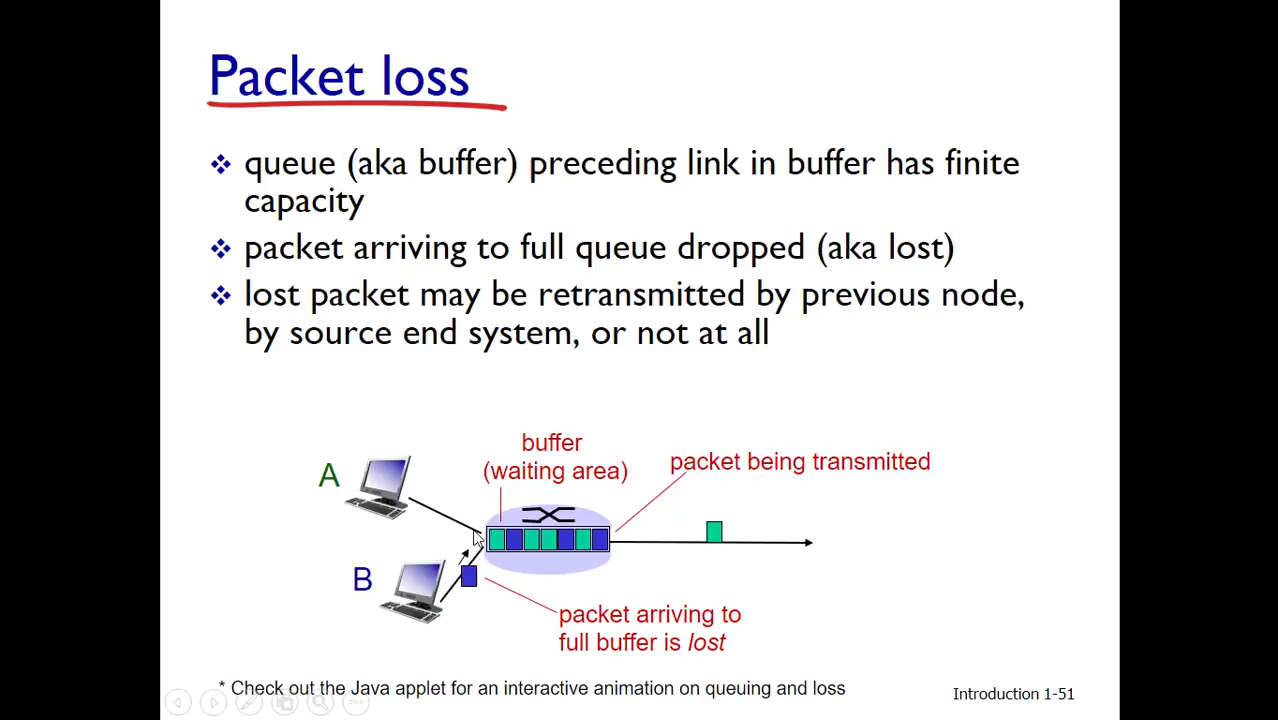 Packet loss
queue (aka buffer) preceding link in buffer has finite
capacity
packet arriving to full queue dropped (aka lost)
lost packet may be retransmitted by previous node,
by source end system, or not at all
buffer
(waiting area)
packet being transmitted
A
B
packet arriving to
full buffer is lost
* Check out the Java applet for an interactive animation on queuing and loss
Introduction 1-51